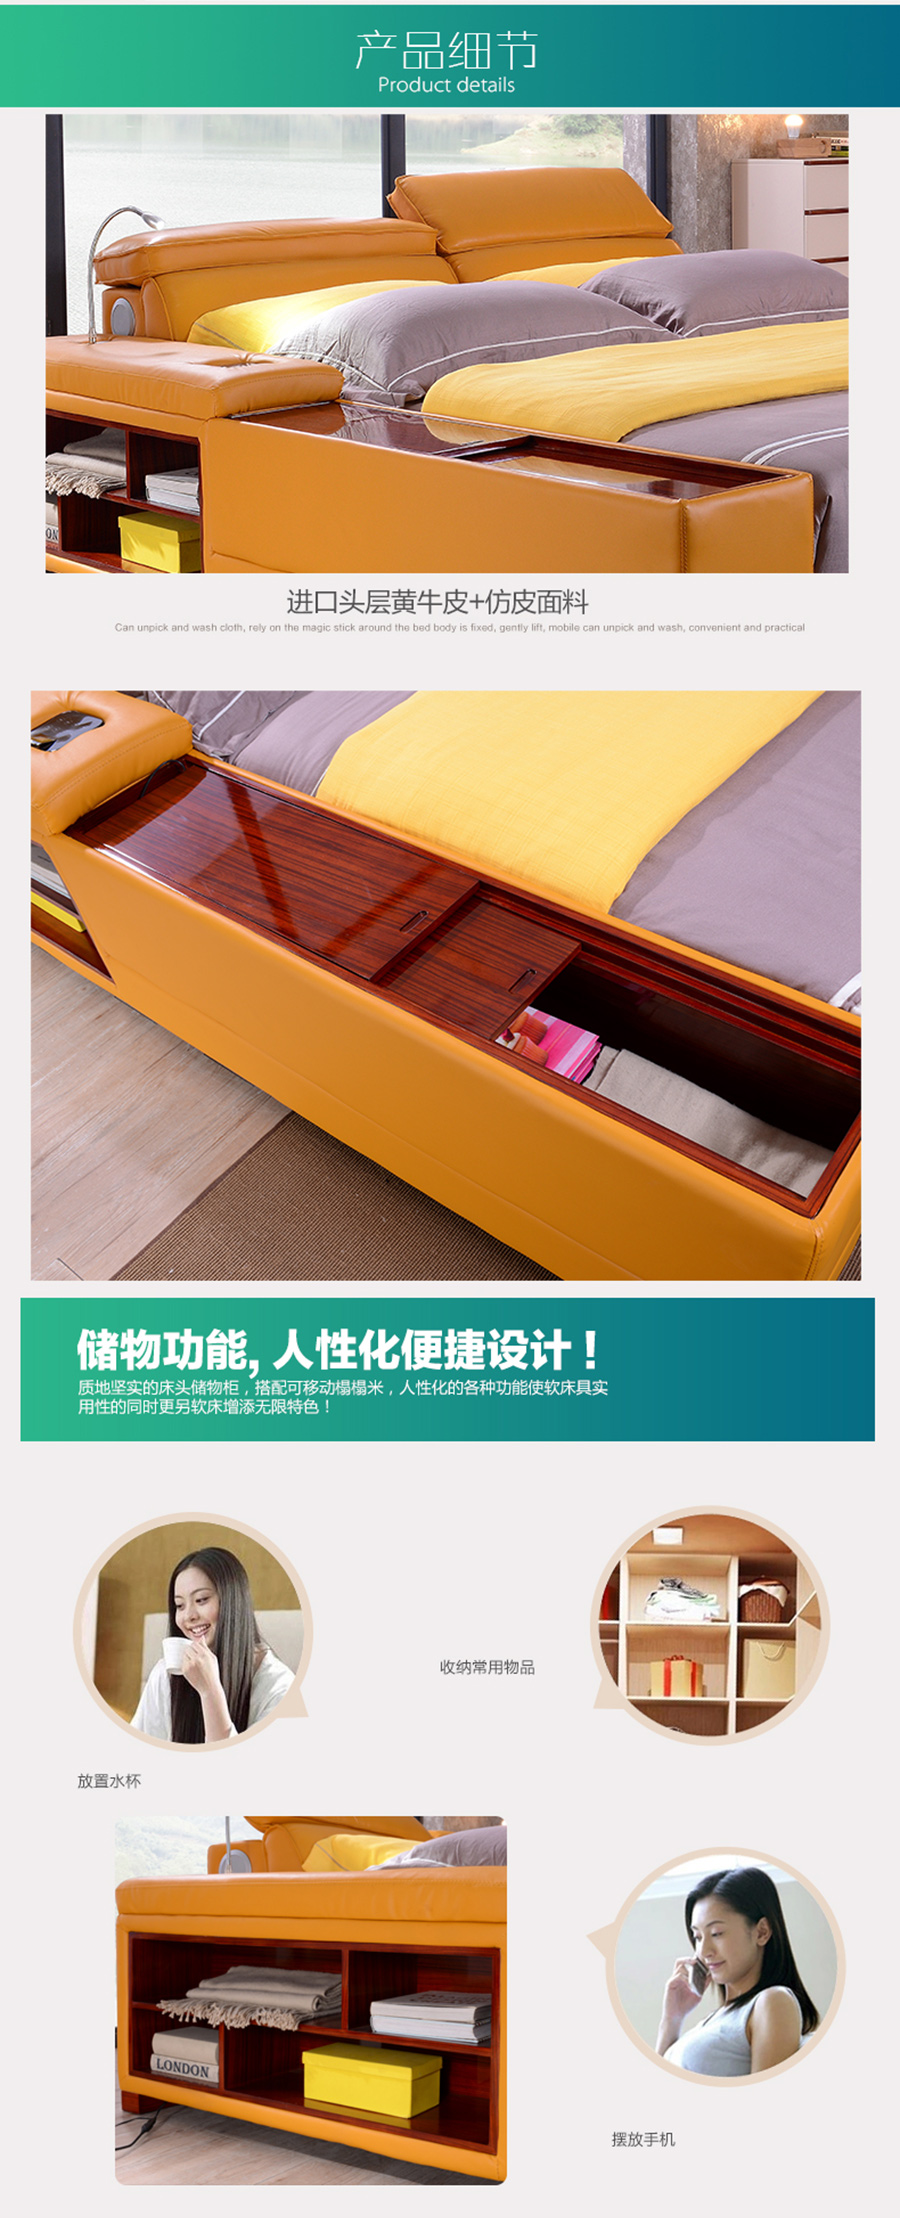 产品细节
Product details
进口头层黄牛皮+仿皮面料
Can unpick and wash cloth, rely on the magic stick around the bed body is fixed, gently lift, mobile can unpick and wash, convenient and practical
储物功能, 人性化便捷设计！
质地坚实的床头储物柜，搭配可移动榻榻米，人性化的各种功能使软床具实
用性的同时更另软床增添无限特色！
收纳常用物品
放置水杯
LONDON
摆放手机